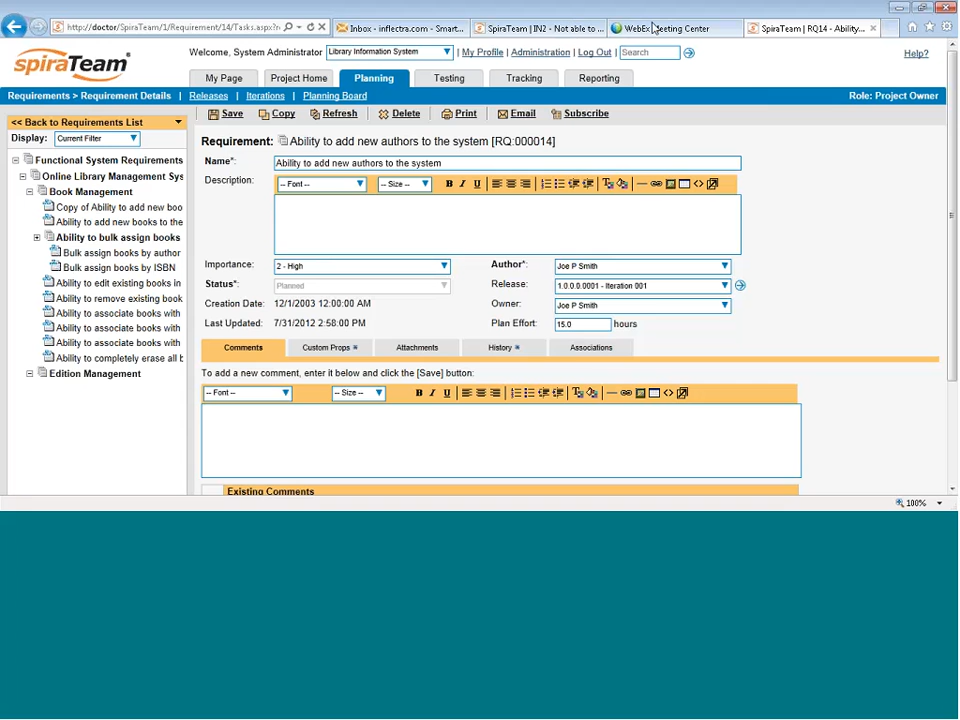 http://doctor/SpiraTeam/1/Requirement/14/Tasks.aspx?r
Inbox - inflectra.com - Smart...
SpiraTeam | IN2 - Not able to ...
WebEx Meeting Center
SpiraTeam | RQ14 - Ability...
spiraTeam
Welcome, System Administrator
Library Information System
| My Profile | Administration | Log Out |
Search
Help?
My Page
Project Home
Planning
Testing
Tracking
Reporting
Requirements > Requirement Details | Releases | Iterations | Planning Board
Role: Project Owner
<< Back to Requirements List
Save
Copy
Refresh
Delete
Print
Email
Subscribe
Display:
Current Filter
Functional System Requirements
Online Library Management Sys
Book Management
Copy of Ability to add new boo
Ability to add new books to the
Ability to bulk assign books
Bulk assign books by author
Bulk assign books by ISBN
Ability to edit existing books in
Ability to remove existing book
Ability to associate books with
Ability to associate books with
Ability to associate books with
Ability to completely erase all b
Edition Management
Requirement: Ability to add new authors to the system [RQ:000014]
Name*: Ability to add new authors to the system
Description:
-- Font --
-- Size --
B I U
Importance: 2 - High
Author*: Joe P Smith
Status*: Planned
Release: 1.0.0.0.0001 - Iteration 001
Creation Date: 12/1/2003 12:00:00 AM
Owner: Joe P Smith
Last Updated: 7/31/2012 2:58:00 PM
Plan Effort: 15.0 hours
Comments
Custom Props
Attachments
History
Associations
To add a new comment, enter it below and click the [Save] button:
-- Font --
-- Size --
B I U
Existing Comments
100%